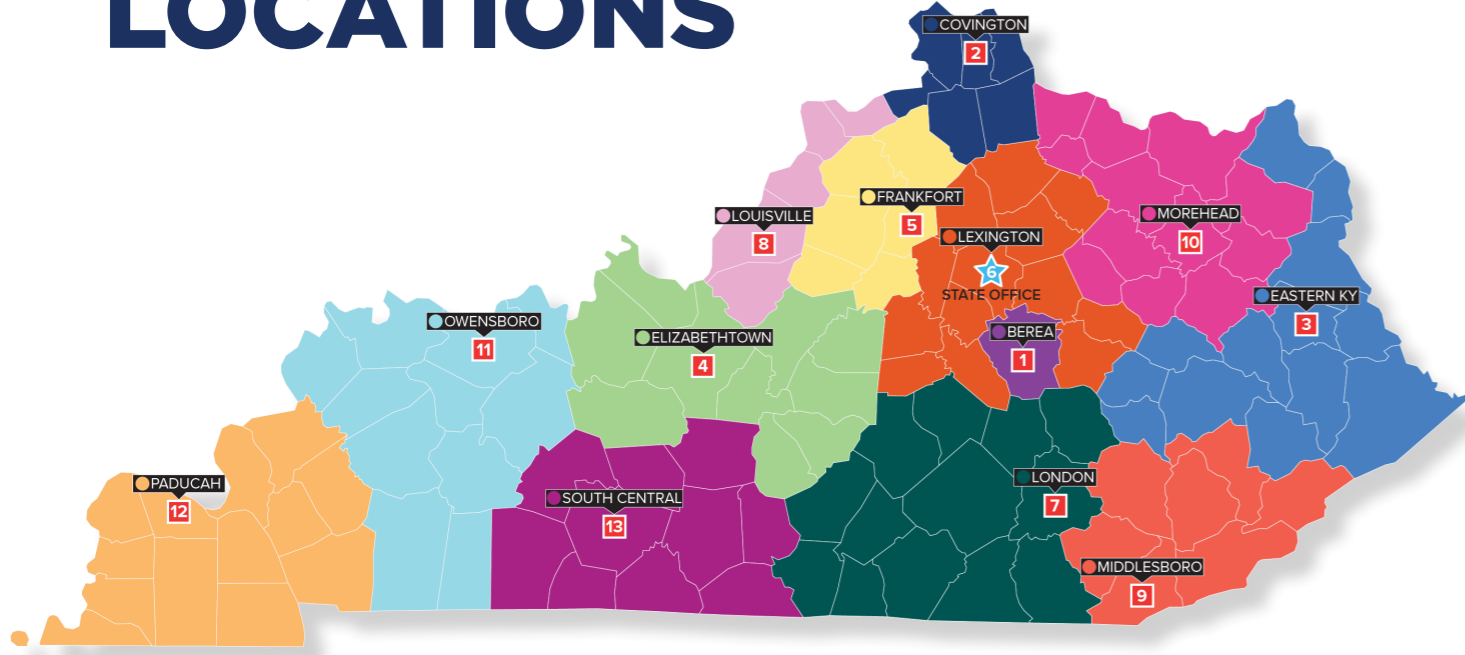 LOCATIONS
COVINGTON
2
FRANKFORT
5
LOUISVILLE
8
MOREHEAD
10
LEXINGTON
6
STATE OFFICE
EASTERN KY
3
OWENSBORO
11
BEREA
1
ELIZABETHTOWN
4
LONDON
7
PADUCAH
12
SOUTH CENTRAL
13
MIDDLESBORO
9